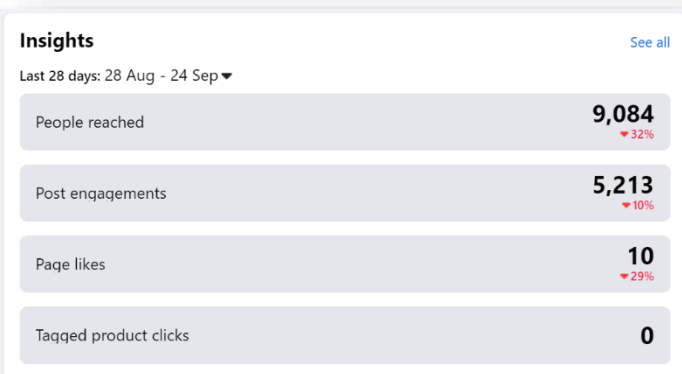 Insights
See all
Last 28 days: 28 Aug - 24 Sep
People reached
9,084
32%
Post engagements
5,213
10%
Page likes
10
29%
Tagged product clicks
0